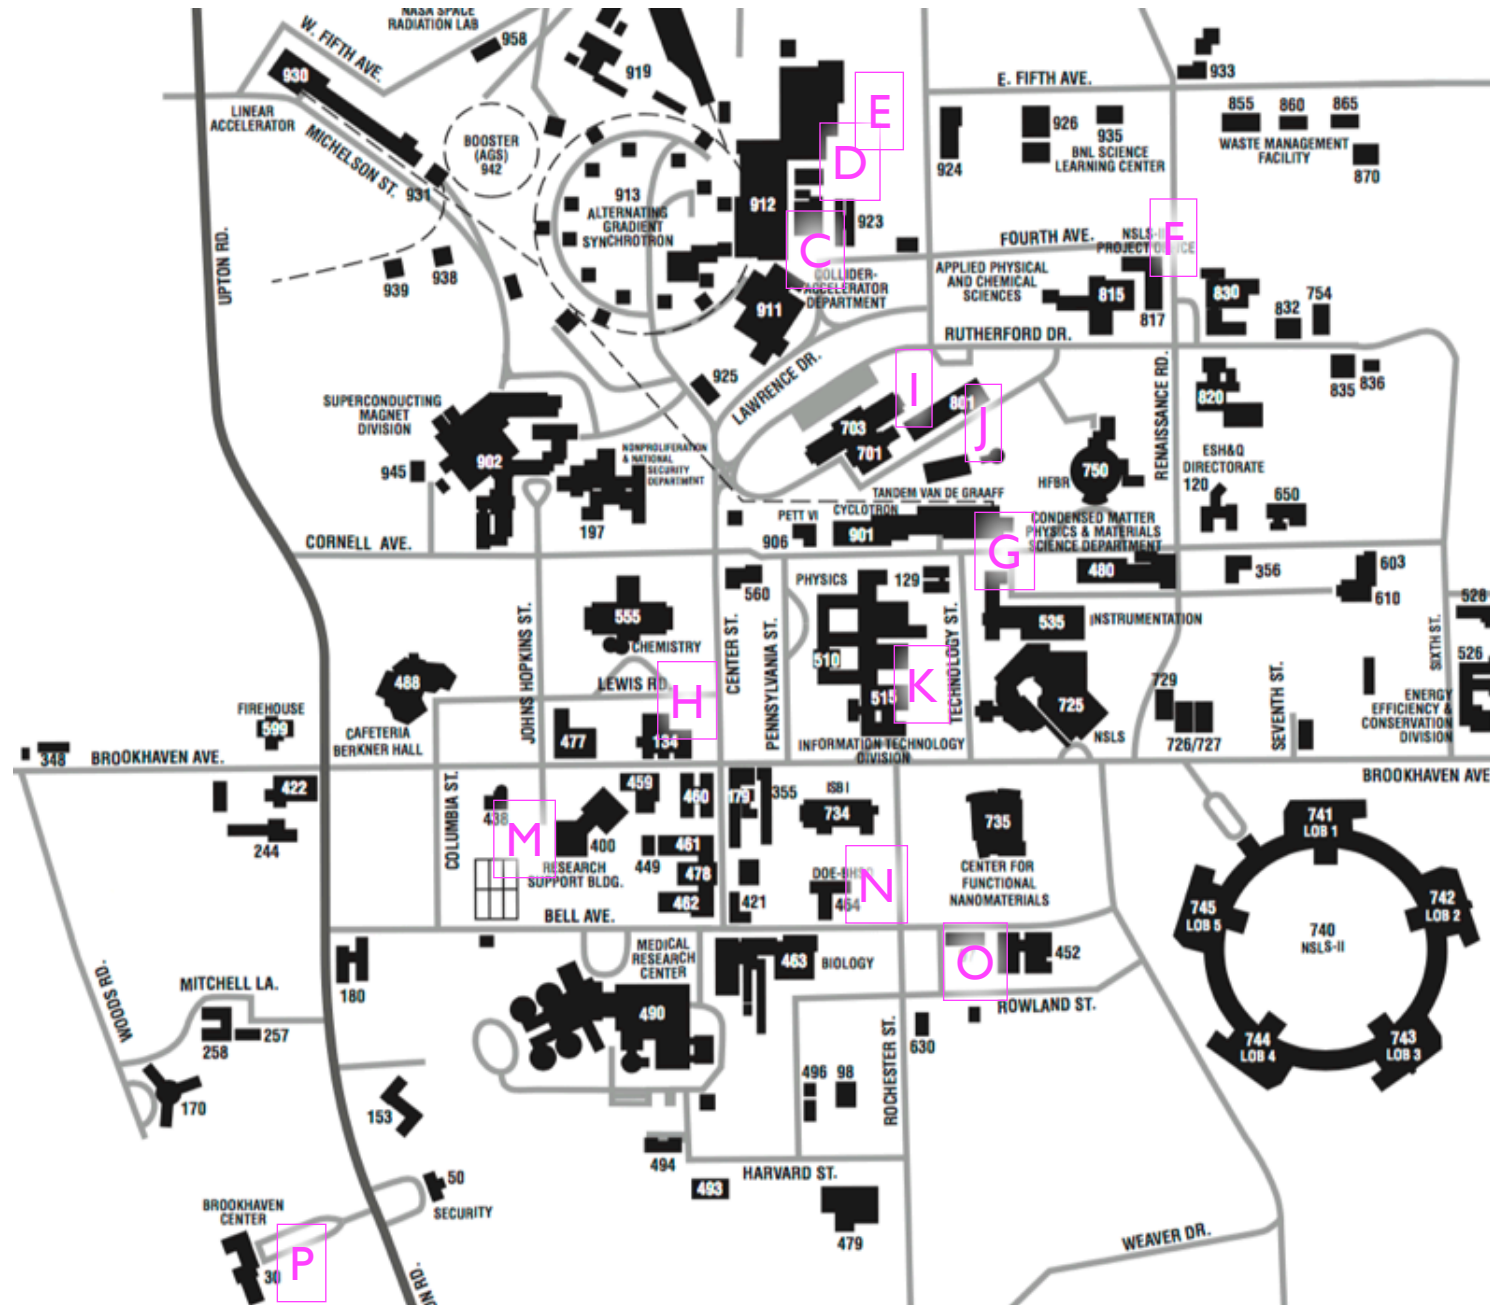 NASA SPACE
RADIATION LAB
958
W. FIFTH AVE.
930
919
933
E. FIFTH AVE.
LINEAR
ACCELERATOR
MICHELSON ST.
BOOSTER
(AGS)
942
E
D
926
935
BNL SCIENCE
LEARNING CENTER
924
855
860
865
WASTE MANAGEMENT
FACILITY
870
931
913
ALTERNATING
GRADIENT
SYNCHROTRON
912
923
C
COLLIDER-
ACCELERATOR
DEPARTMENT
911
UPTON RD.
939
938
FOURTH AVE.
F
APPLIED PHYSICAL
AND CHEMICAL
SCIENCES
815
817
830
832
754
RUTHERFORD DR.
835
836
925
LAWRENCE DR.
I
J
801
703
701
RENAISSANCE RD.
820
SUPERCONDUCTING
MAGNET
DIVISION
902
945
NONPROLIFERATION
& NATIONAL
SECURITY
DEPARTMENT
197
750
HFBR
ESH&Q
DIRECTORATE
120
650
TANDEM VAN DE GRAAFF
PETT VI
CYCLOTRON
906
901
G
CONDENSED MATTER
PHYSICS & MATERIALS
SCIENCE DEPARTMENT
CORNELL AVE.
480
356
603
610
528
560
PHYSICS
129
555
CHEMISTRY
JOHNS HOPKINS ST.
CENTER ST.
PENNSYLVANIA ST.
TECHNOLOGY ST.
535
INSTRUMENTATION
510
515
K
SIXTH ST.
526
488
LEWIS RD.
H
725
NSLS
729
726/727
SEVENTH ST.
ENERGY
EFFICIENCY &
CONSERVATION
DIVISION
FIREHOUSE
599
CAFETERIA
BERKNER HALL
477
134
INFORMATION TECHNOLOGY
DIVISION
348
BROOKHAVEN AVE.
BROOKHAVEN AVE
422
244
COLUMBIA ST.
438
M
459
460
179
355
ISB I
734
735
741
LOB 1
400
449
461
RESEARCH
SUPPORT BLDG.
478
462
421
464
N
CENTER FOR
FUNCTIONAL
NANOMATERIALS
745
LOB 5
742
LOB 2
740
NSLS-II
BELL AVE.
MEDICAL
RESEARCH
CENTER
463
BIOLOGY
O
452
WOODS RD.
MITCHELL LA.
180
490
ROWLAND ST.
258
257
630
744
LOB 4
743
LOB 3
170
153
496
98
ROCHESTER ST.
494
HARVARD ST.
493
50
SECURITY
BROOKHAVEN
CENTER
30
P
479
WEAVER DR.